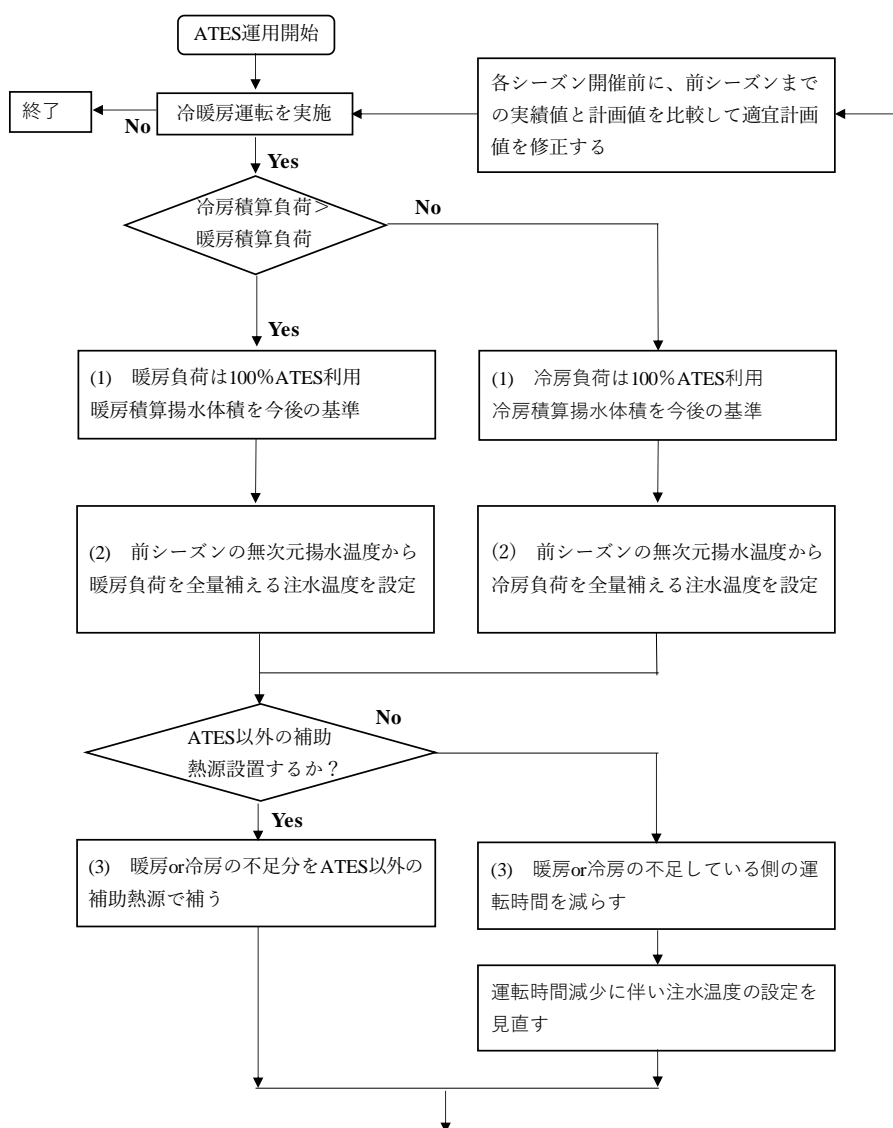 ATES運用開始
各シーズン開催前に、前シーズンまで
の実績値と計画値を比較して適宜計画
値を修正する
終了
No
冷暖房運転を実施
Yes
冷房積算負荷＞
暖房積算負荷
No
Yes
(1) 暖房負荷は100%ATES利用
暖房積算揚水体積を今後の基準
(1) 冷房負荷は100%ATES利用
冷房積算揚水体積を今後の基準
(2) 前シーズンの無次元揚水温度から
暖房負荷を全量補える注水温度を設定
(2) 前シーズンの無次元揚水温度から
冷房負荷を全量補える注水温度を設定
No
ATES以外の補助
熱源設置するか？
Yes
(3) 暖房or冷房の不足分をATES以外の
補助熱源で補う
(3) 暖房or冷房の不足している側の運
転時間を減らす
運転時間減少に伴い注水温度の設定を
見直す